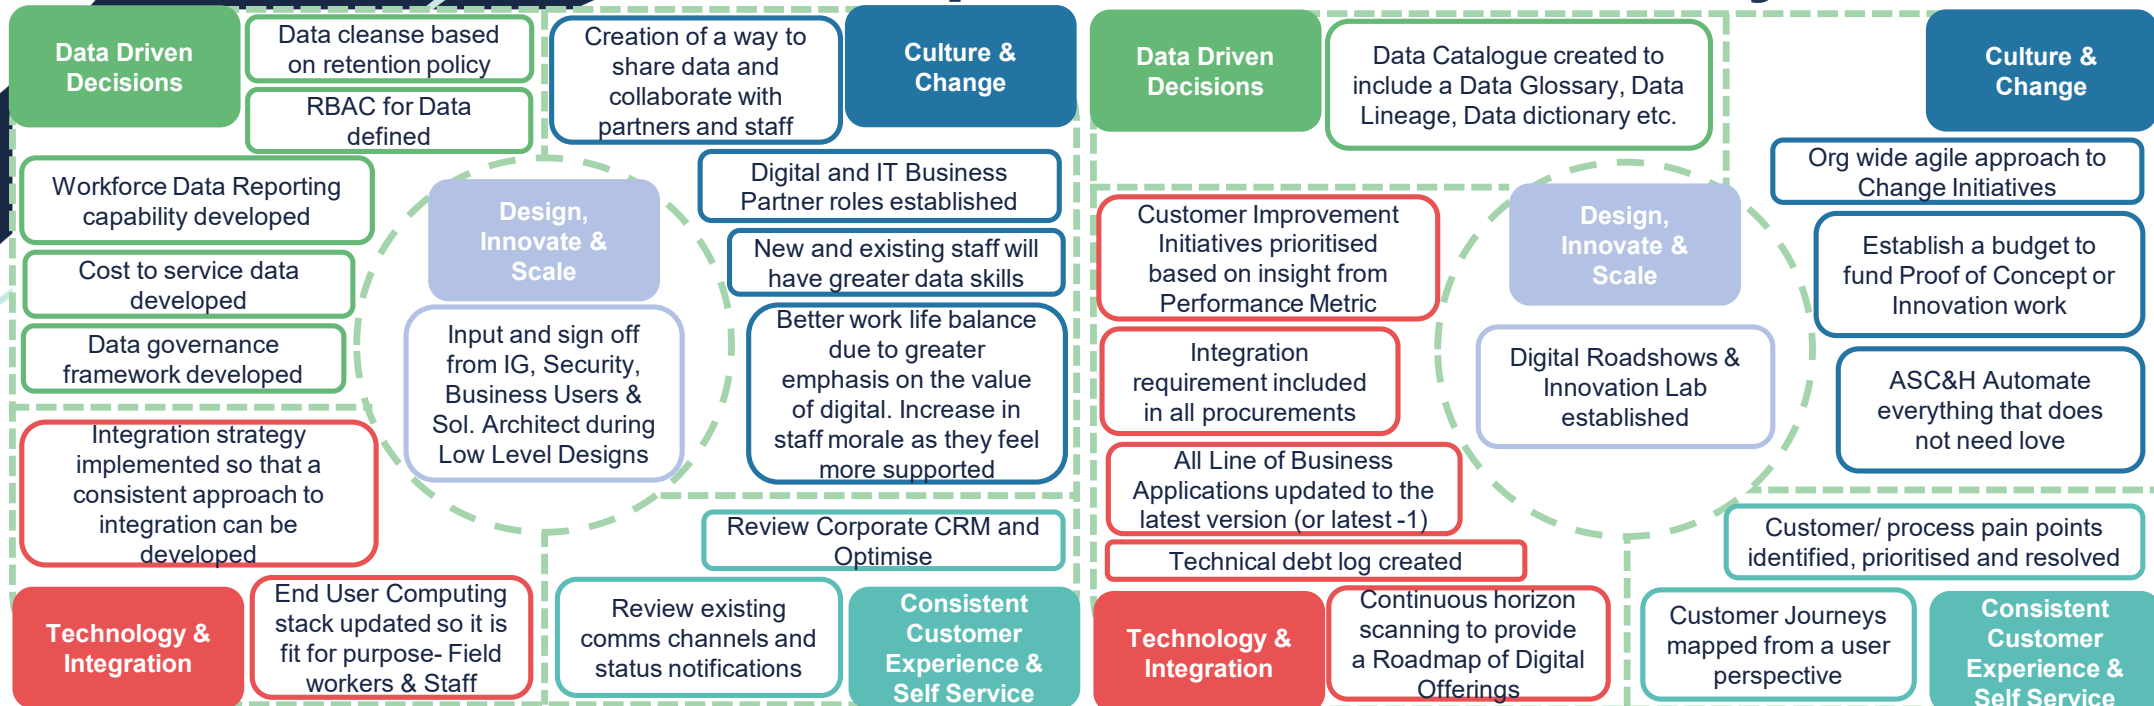 Data Driven
Decisions
Data cleanse based
on retention policy
RBAC for Data
defined
Workforce Data Reporting
capability developed
Cost to service data
developed
Data governance
framework developed
Creation of a way to
share data and
collaborate with
partners and staff
Culture &
Change
Digital and IT Business
Partner roles established
New and existing staff will
have greater data skills
Better work life balance
due to greater
emphasis on the value
of digital. Increase in
staff morale as they feel
more supported
Design,
Innovate &
Scale
Input and sign off
from IG, Security,
Business Users &
Sol. Architect during
Low Level Designs
Integration strategy
implemented so that a
consistent approach to
integration can be
developed
Technology &
Integration
End User Computing
stack updated so it is
fit for purpose- Field
workers & Staff
Review Corporate CRM and
Optimise
Review existing
comms channels and
status notifications
Consistent
Customer
Experience &
Self Service
Data Driven
Decisions
Data Catalogue created to
include a Data Glossary, Data
Lineage, Data dictionary etc.
Culture &
Change
Org wide agile approach to
Change Initiatives
Establish a budget to
fund Proof of Concept or
Innovation work
ASC&H Automate
everything that does
not need love
Design,
Innovate &
Scale
Digital Roadshows &
Innovation Lab
established
Customer Improvement
Initiatives prioritised
based on insight from
Performance Metric
Integration
requirement included
in all procurements
All Line of Business
Applications updated to the
latest version (or latest -1)
Technical debt log created
Technology &
Integration
Continuous horizon
scanning to provide
a Roadmap of Digital
Offerings
Customer/ process pain points
identified, prioritised and resolved
Customer Journeys
mapped from a user
perspective
Consistent
Customer
Experience &
Self Service